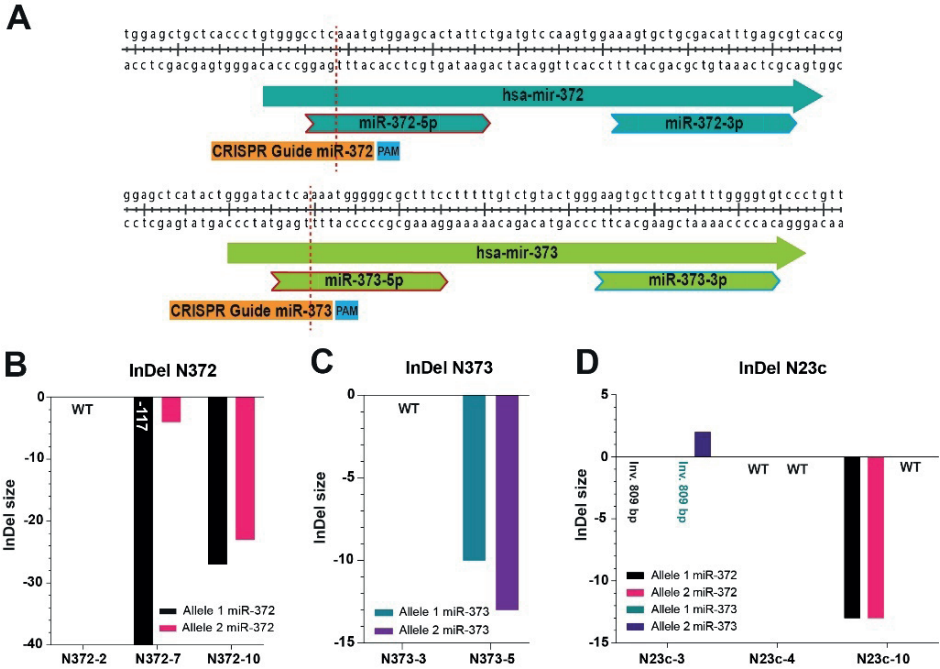 A
tggagctgctcaccctgtgggcctcaaatgtggagcactattctgatgtccaagtggaaagtgctgcgacatttgagcgtcaccg
acctcgacgagtgggacacccggagtttacacctcgtgataagactacaggttcacctttcacgacgctgtaaactcgcagtggc
hsa-mir-372
miR-372-5p miR-372-3p
CRISPR Guide miR-372 PAM
ggagctcatactgggatactcaaaatgggggcgctttccttttttgtctgtactgggaagtgcttcgattttggggtgtccctgtt
cctcgagtatgaccctatgagttttacccccgcgaaaggaaaaaacagacatgacccttcacgaagctaaaaccccacagggacaa
hsa-mir-373
miR-373-5p miR-373-3p
CRISPR Guide miR-373 PAM
B
InDel N372
InDel size
0
-10
-20
-30
-40
WT
-117
Allele 1 miR-372
Allele 2 miR-372
N372-2 N372-7 N372-10
C
InDel N373
InDel size
0
-5
-10
-15
WT
Allele 1 miR-373
Allele 2 miR-373
N373-3 N373-5
D
InDel N23c
InDel size
5
0
-5
-10
-15
Inv. 809 bp
Inv. 809 bp
WT WT
WT
Allele 1 miR-372
Allele 2 miR-372
Allele 1 miR-373
Allele 2 miR-373
N23c-3 N23c-4 N23c-10